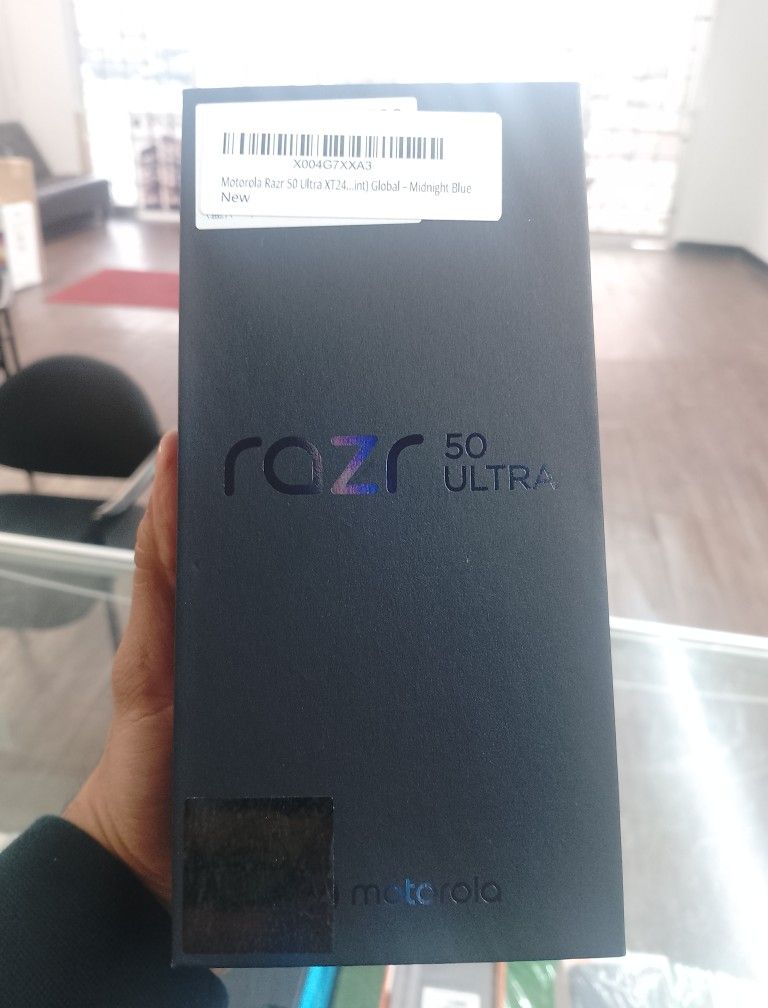 X004G7XXA3
Motorola Razr 50 Ultra XT24...int) Global - Midnight Blue
New
razr 50
ULTRA
motorola